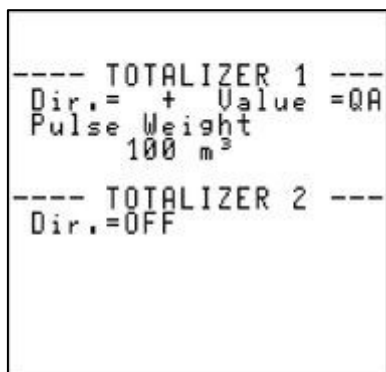 ---- TOTALIZER 1 ---
Dir.= + Value =QA
Pulse Weight
100 m³
---- TOTALIZER 2 ---
Dir.=OFF